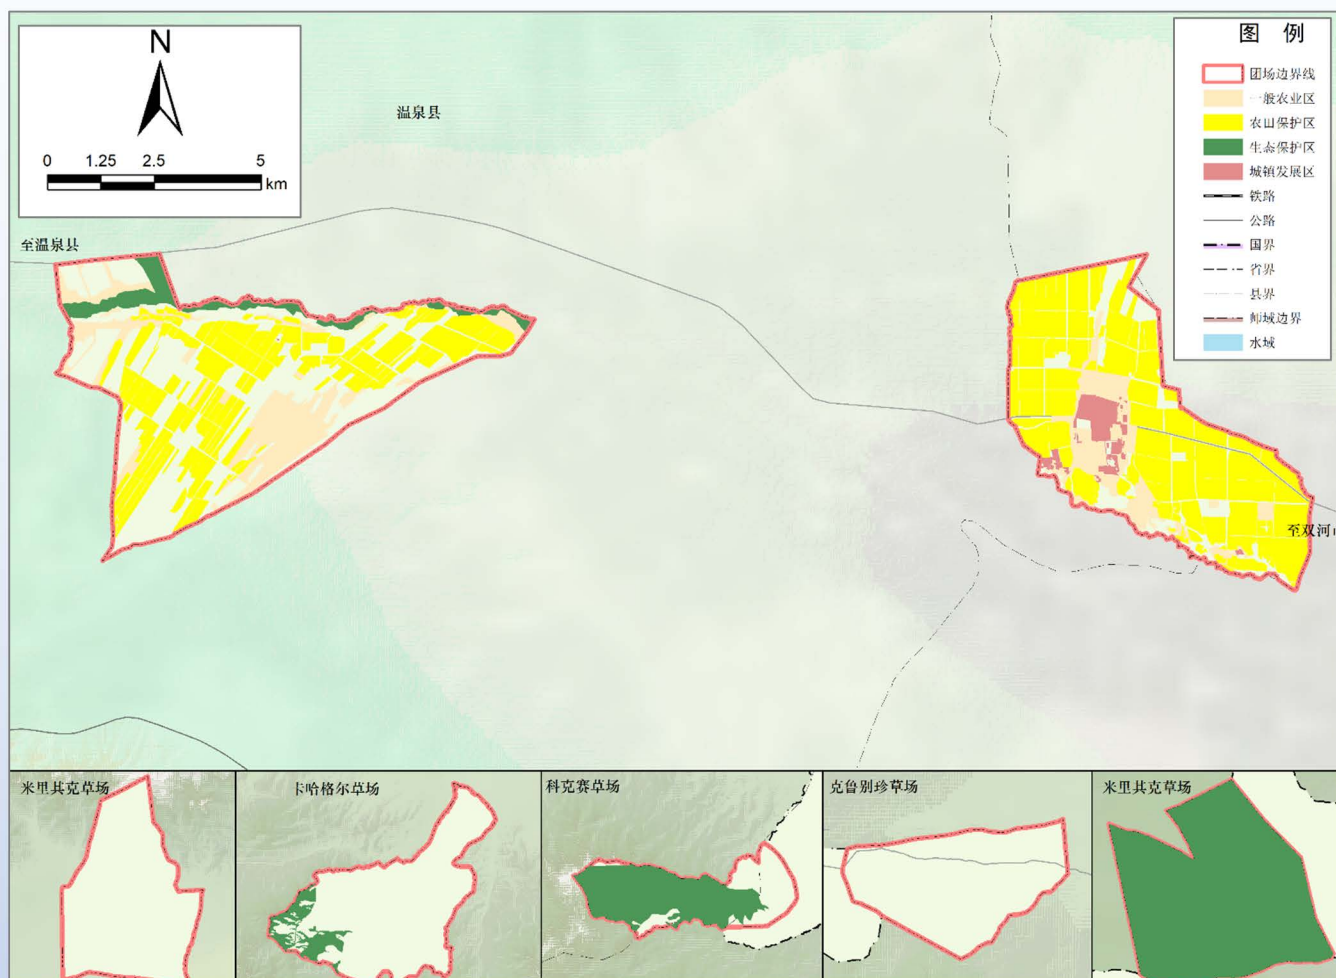 N
0 1.25 2.5 5
km
温泉县
至温泉县
图 例
团场边界线
一般农业区
农田保护区
生态保护区
城镇发展区
铁路
公路
国界
省界
县界
师域边界
水域
至双河
米里其克草场
卡哈格尔草场
科克赛草场
克鲁别珍草场
米里其克草场